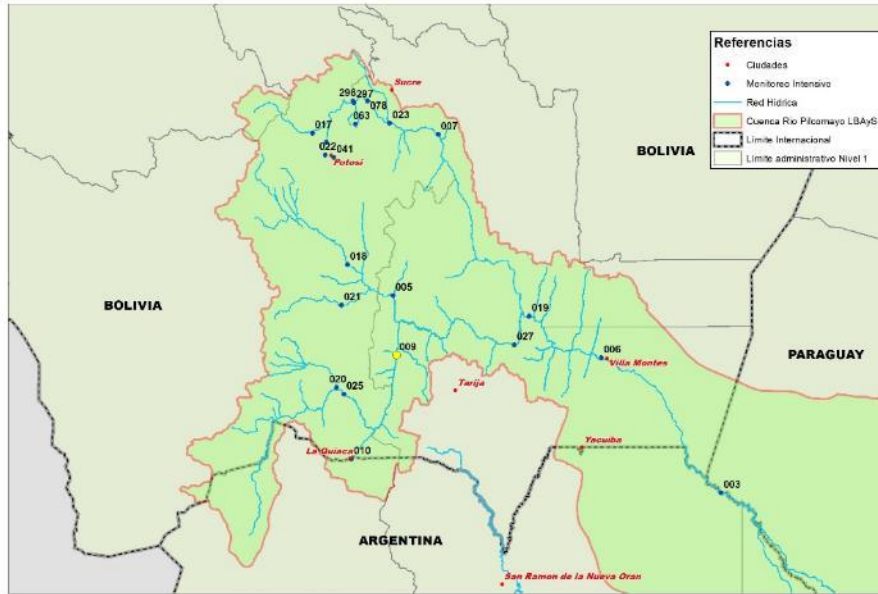 Referencias
Ciudades
Monitoreo Intensivo
Red Hídrica
Cuenca Rio Pilcomayo LBAyS
Limite Internacional
Limite administrativo Nivel 1
Sucre
298
297
078
063
023
007
017
022
041
Potosi
BOLIVIA
018
005
021
BOLIVIA
019
027
009
006
Villa Montes
PARAGUAY
020
025
Tarija
La Quiaca
010
Yacuiba
003
ARGENTINA
San Ramon de la Nueva Oran